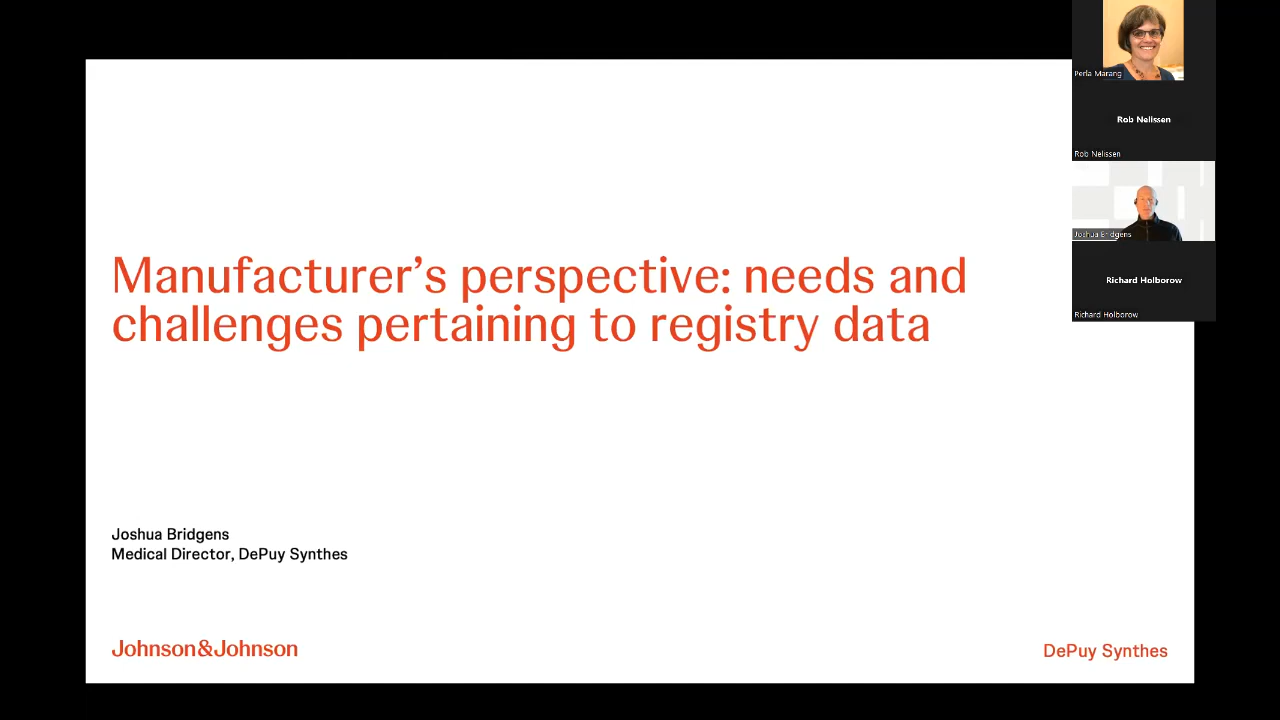 Perla Marang
Rob Nelissen
Rob Nelissen
Joshua Bridgens
Richard Holborow
Richard Holborow
Manufacturer’s perspective: needs and
challenges pertaining to registry data
Joshua Bridgens
Medical Director, DePuy Synthes
Johnson&Johnson
DePuy Synthes